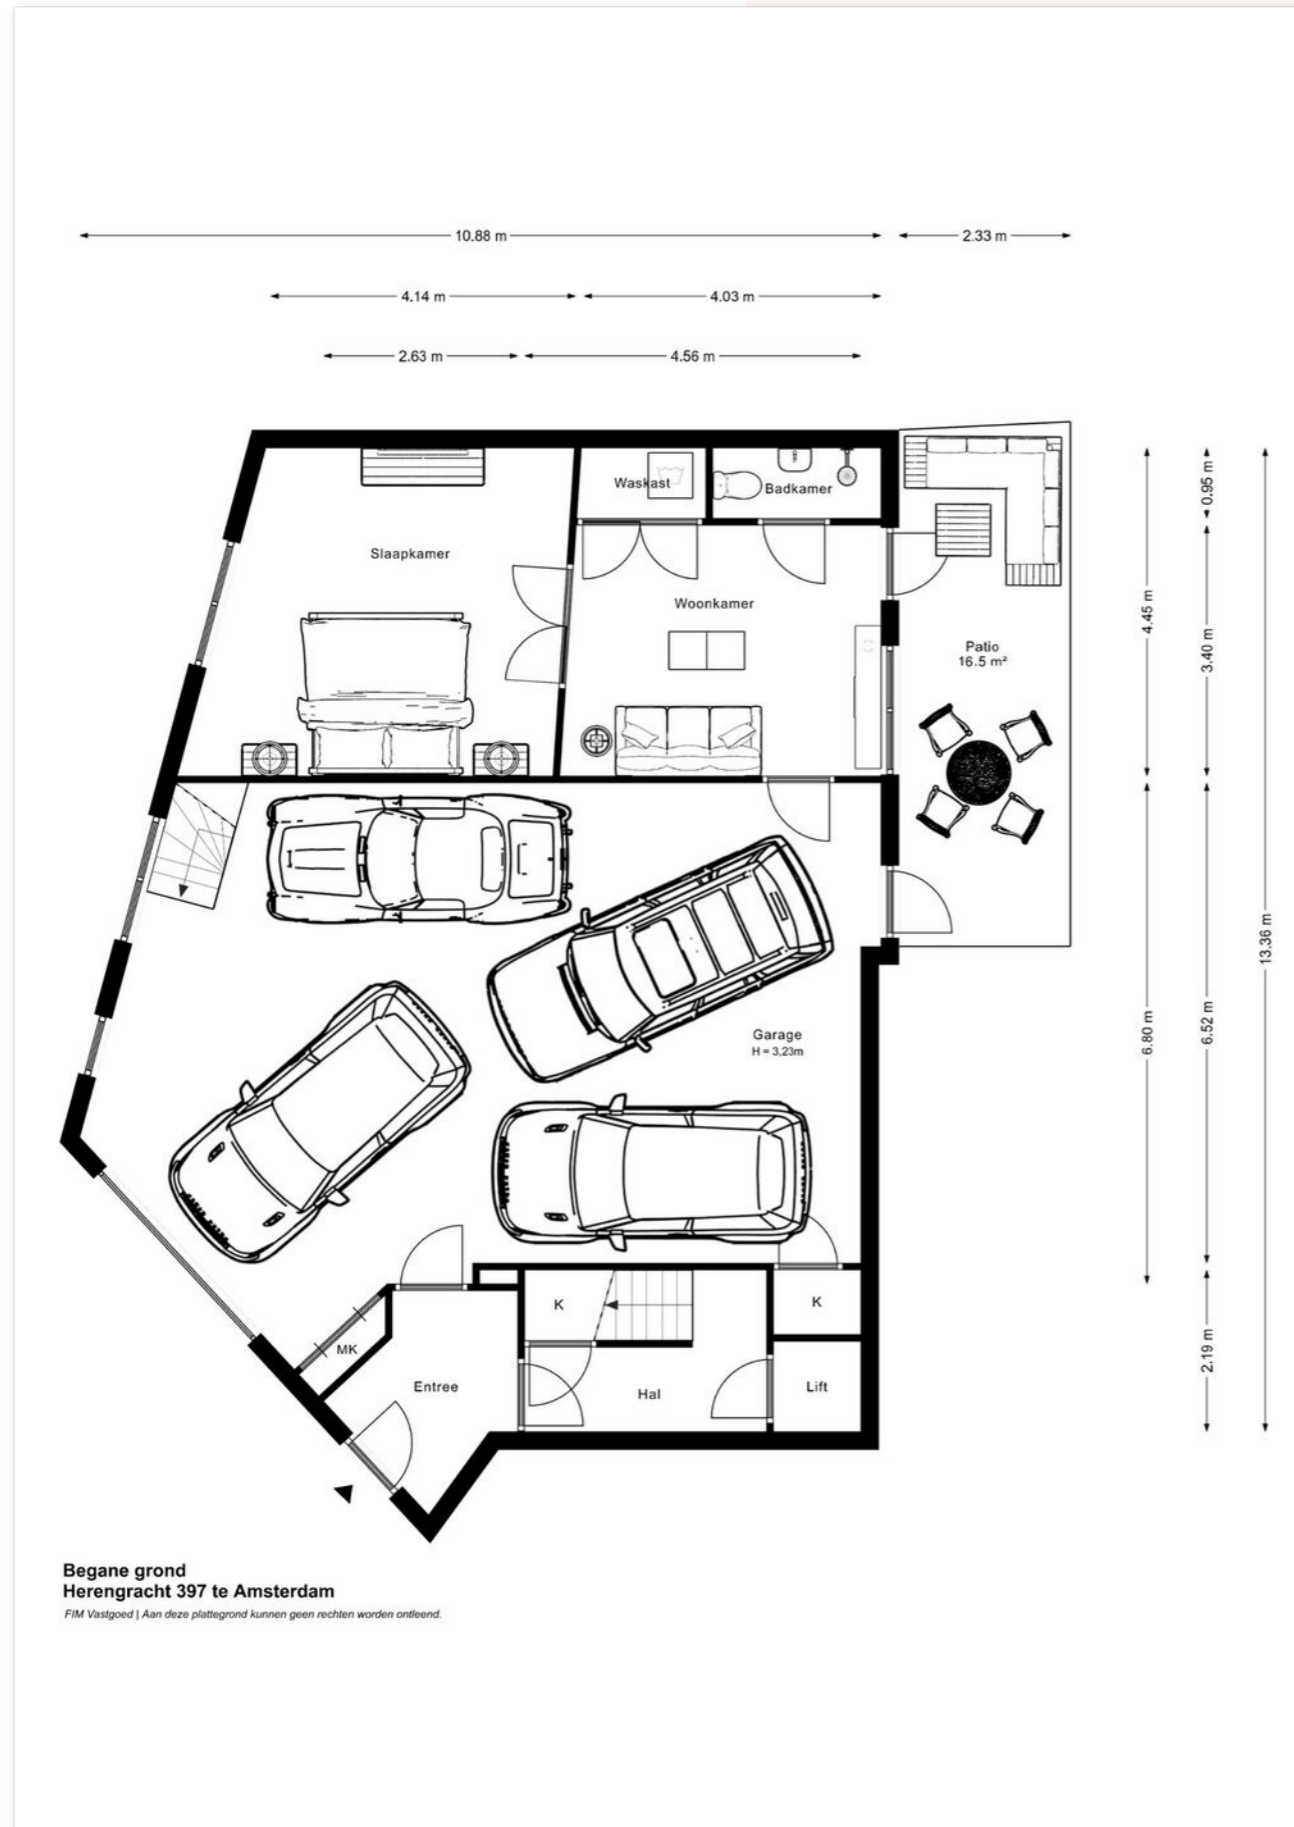 10.88 m
2.33 m
4.14 m
4.03 m
2.63 m
4.56 m
Waskast
Badkamer
0.95 m
Slaapkamer
Woonkamer
4.45 m
3.40 m
Patio
16.5 m²
13.36 m
Garage
H = 3,23m
6.80 m
6.52 m
K
K
MK
2.19 m
Entree
Hal
Lift
Begane grond
Herengracht 397 te Amsterdam
FIM Vastgoed | Aan deze plattegrond kunnen geen rechten worden ontleend.